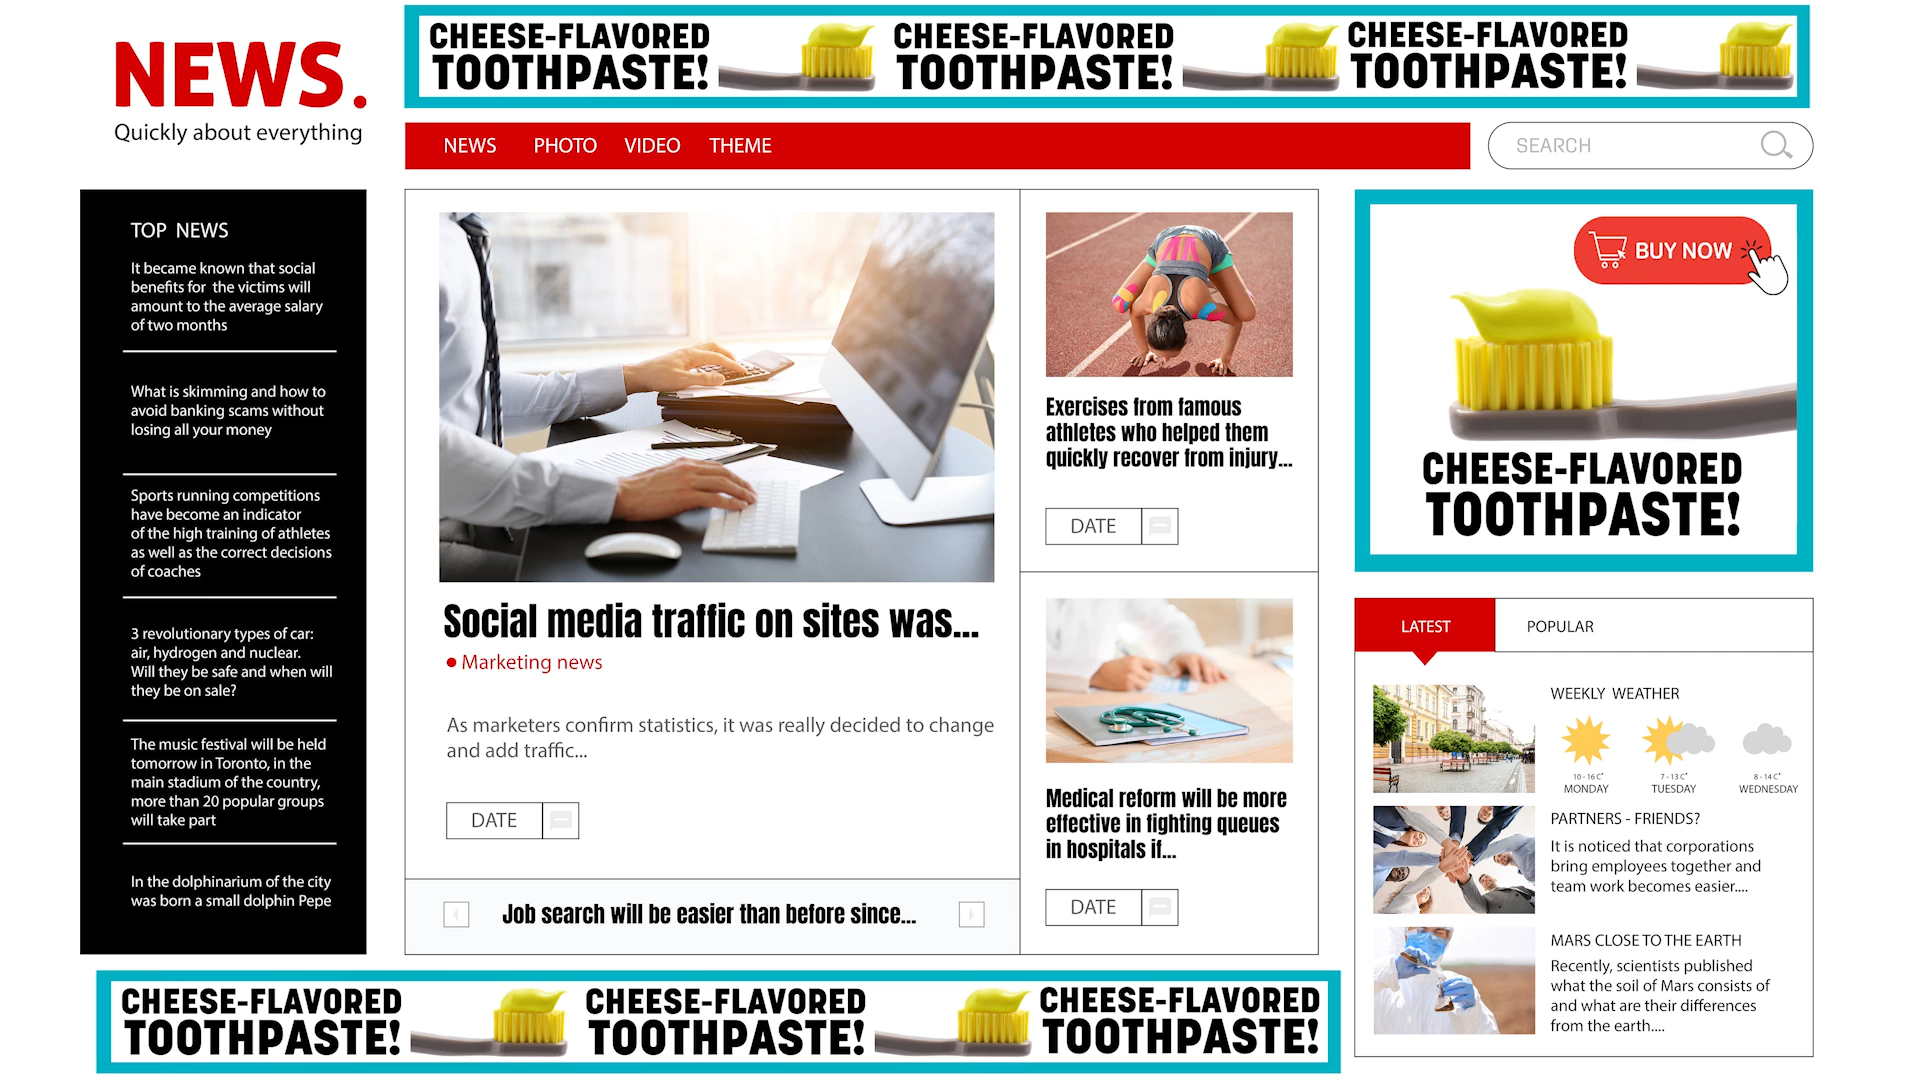 NEWS.
Quickly about everything
CHEESE-FLAVORED
TOOTHPASTE!
CHEESE-FLAVORED
TOOTHPASTE!
CHEESE-FLAVORED
TOOTHPASTE!
NEWS PHOTO VIDEO THEME
SEARCH
TOP NEWS
It became known that social
benefits for the victims will
amount to the average salary
of two months
What is skimming and how to
avoid banking scams without
losing all your money
Sports running competitions
have become an indicator
of the high training of athletes
as well as the correct decisions
of coaches
3 revolutionary types of car:
air, hydrogen and nuclear.
Will they be safe and when will
they be on sale?
The music festival will be held
tomorrow in Toronto, in the
main stadium of the country,
more than 20 popular groups
will take part
In the dolphinarium of the city
was born a small dolphin Pepe
Social media traffic on sites was...
Marketing news
As marketers confirm statistics, it was really decided to change
and add traffic...
DATE
Job search will be easier than before since...
Exercises from famous
athletes who helped them
quickly recover from injury...
DATE
Medical reform will be more
effective in fighting queues
in hospitals if...
DATE
BUY NOW
CHEESE-FLAVORED
TOOTHPASTE!
LATEST POPULAR
WEEKLY WEATHER
10 - 16 C° 7 - 13 C° 8 - 14 C°
MONDAY TUESDAY WEDNESDAY
PARTNERS - FRIENDS?
It is noticed that corporations
bring employees together and
team work becomes easier....
MARS CLOSE TO THE EARTH
Recently, scientists published
what the soil of Mars consists of
and what are their differences
from the earth....
CHEESE-FLAVORED
TOOTHPASTE!
CHEESE-FLAVORED
TOOTHPASTE!
CHEESE-FLAVORED
TOOTHPASTE!